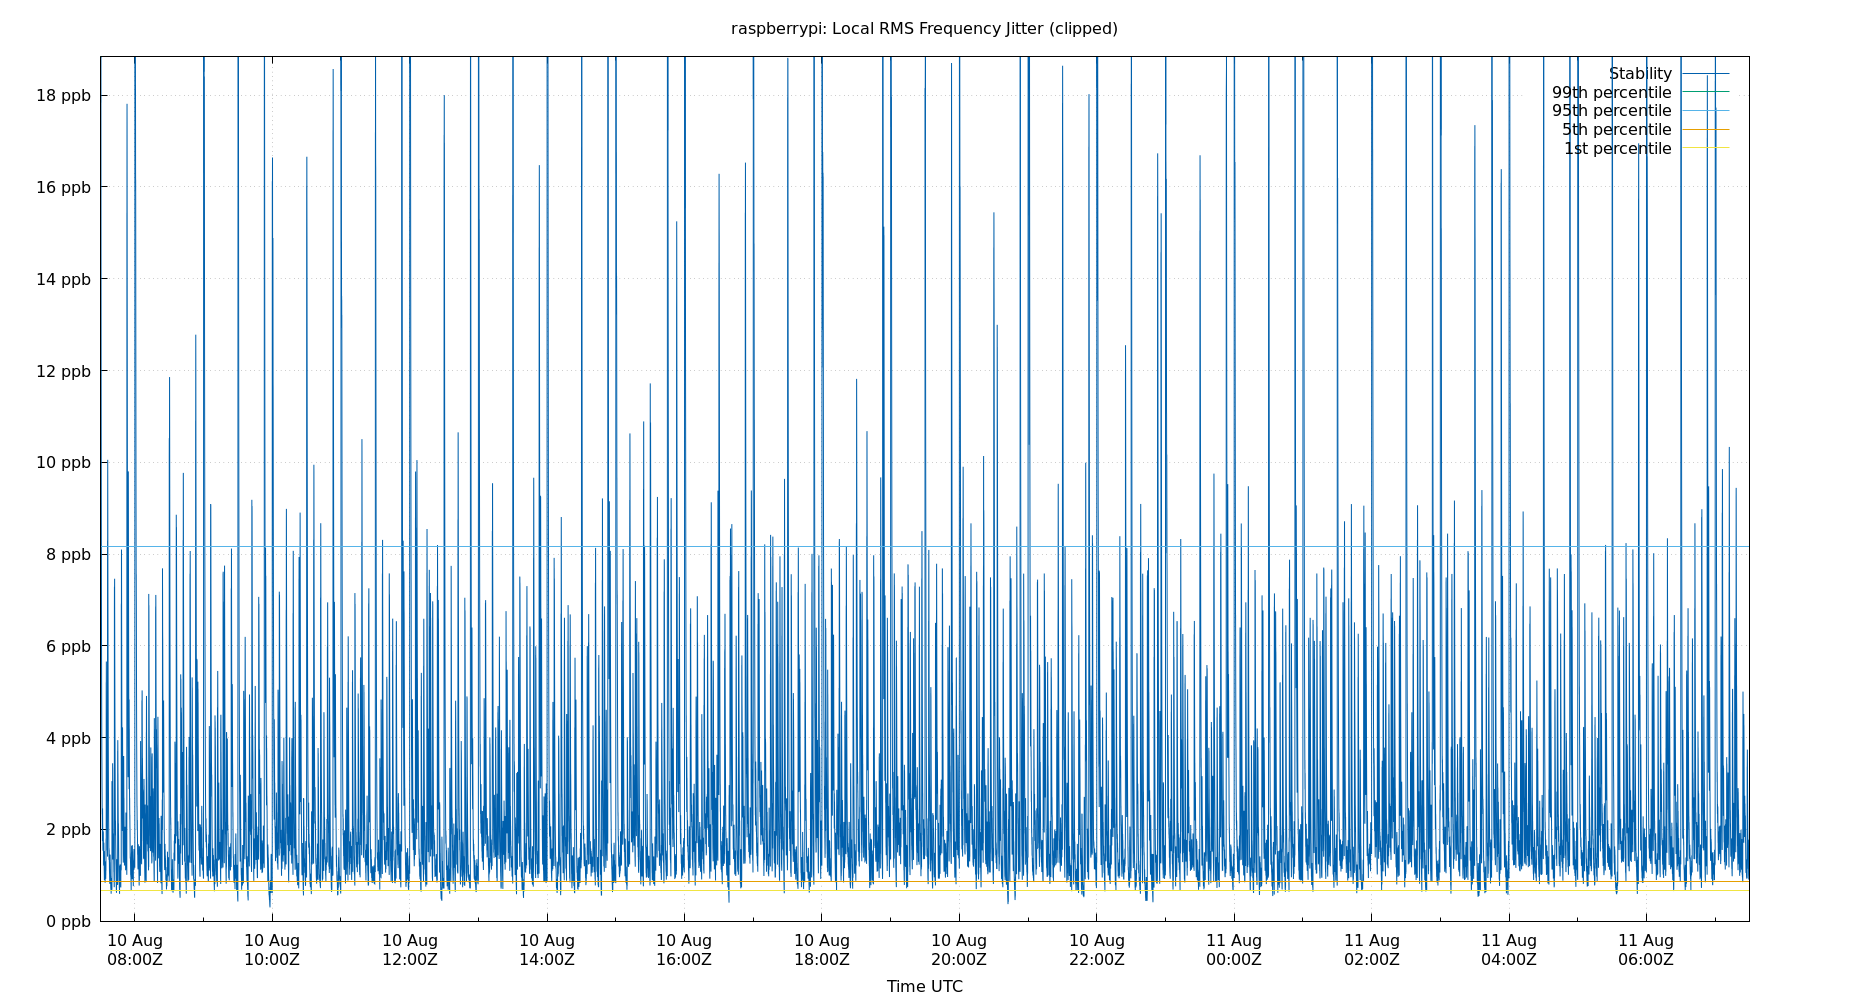 raspberrypi: Local RMS Frequency Jitter (clipped)
Stability
99th percentile
95th percentile
5th percentile
1st percentile
18 ppb
16 ppb
14 ppb
12 ppb
10 ppb
8 ppb
6 ppb
4 ppb
2 ppb
0 ppb
10 Aug 10 Aug 10 Aug 10 Aug 10 Aug 10 Aug 10 Aug 10 Aug 11 Aug 11 Aug 11 Aug 11 Aug
08:00Z 10:00Z 12:00Z 14:00Z 16:00Z 18:00Z 20:00Z 22:00Z 00:00Z 02:00Z 04:00Z 06:00Z
Time UTC